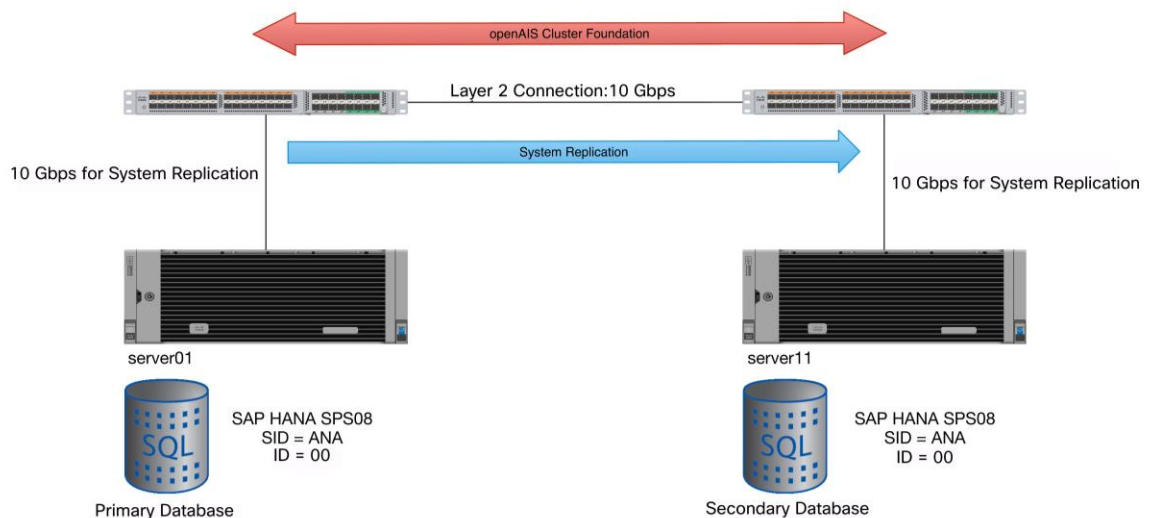 openAIS Cluster Foundation
Layer 2 Connection:10 Gbps
System Replication
10 Gbps for System Replication
10 Gbps for System Replication
server01
server11
SQL
SAP HANA SPS08
SID = ANA
ID = 00
SQL
SAP HANA SPS08
SID = ANA
ID = 00
Primary Database
Secondary Database